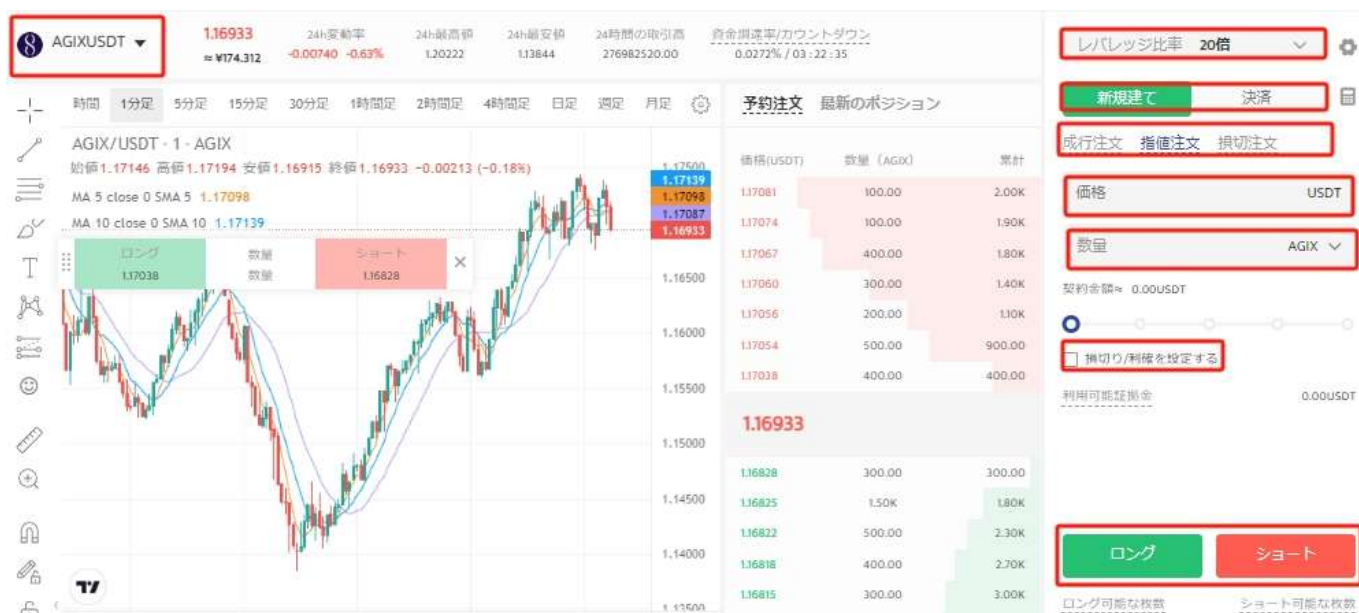 AGIXUSDT
1.16933
≈ ¥174.312
24h変動率
-0.00740 -0.63%
24h最高値
1.20222
24h最安値
1.13844
24時間の取引高
276982520.00
資金調達率/カウントダウン
0.0272% / 03 : 22 : 35
時間 1分足 5分足 15分足 30分足 1時間足 2時間足 4時間足 日足 週足 月足
AGIX/USDT · 1 · AGIX
始値1.17146 高値1.17194 安値1.16915 終値1.16933 -0.00213 (-0.18%)
MA 5 close 0 SMA 5 1.17098
MA 10 close 0 SMA 10 1.17139
ロング
1.17038
数量
数量
ショート
1.16828
1.17500
1.17139
1.17098
1.17087
1.16933
1.16500
1.16000
1.15500
1.15000
1.14500
1.14000
1.13500
予約注文 最新のポジション
価格(USDT) 数量 (AGIX) 累計
1.17081 100.00 2.00K
1.17074 100.00 1.90K
1.17067 400.00 1.80K
1.17060 300.00 1.40K
1.17056 200.00 1.10K
1.17054 500.00 900.00
1.17038 400.00 400.00
1.16933
1.16828 300.00 300.00
1.16825 1.50K 1.80K
1.16822 500.00 2.30K
1.16818 400.00 2.70K
1.16815 300.00 3.00K
レバレッジ比率 20倍
新規建て 決済
成行注文 指値注文 損切注文
価格 USDT
数量 AGIX
契約金額≈ 0.00USDT
損切り/利確を設定する
利用可能証拠金 0.00USDT
ロング ショート
ロング可能な枚数 ショート可能な枚数